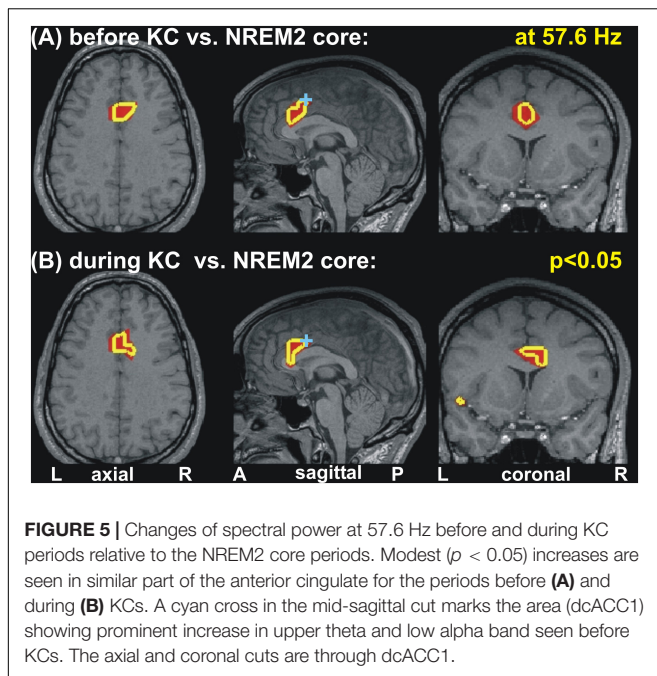 (A) before KC vs. NREM2 core: at 57.6 Hz
(B) during KC vs. NREM2 core: p<0.05
L axial R A sagittal P L coronal R
FIGURE 5 | Changes of spectral power at 57.6 Hz before and during KC
periods relative to the NREM2 core periods. Modest (p < 0.05) increases are
seen in similar part of the anterior cingulate for the periods before (A) and
during (B) KCs. A cyan cross in the mid-sagittal cut marks the area (dcACC1)
showing prominent increase in upper theta and low alpha band seen before
KCs. The axial and coronal cuts are through dcACC1.